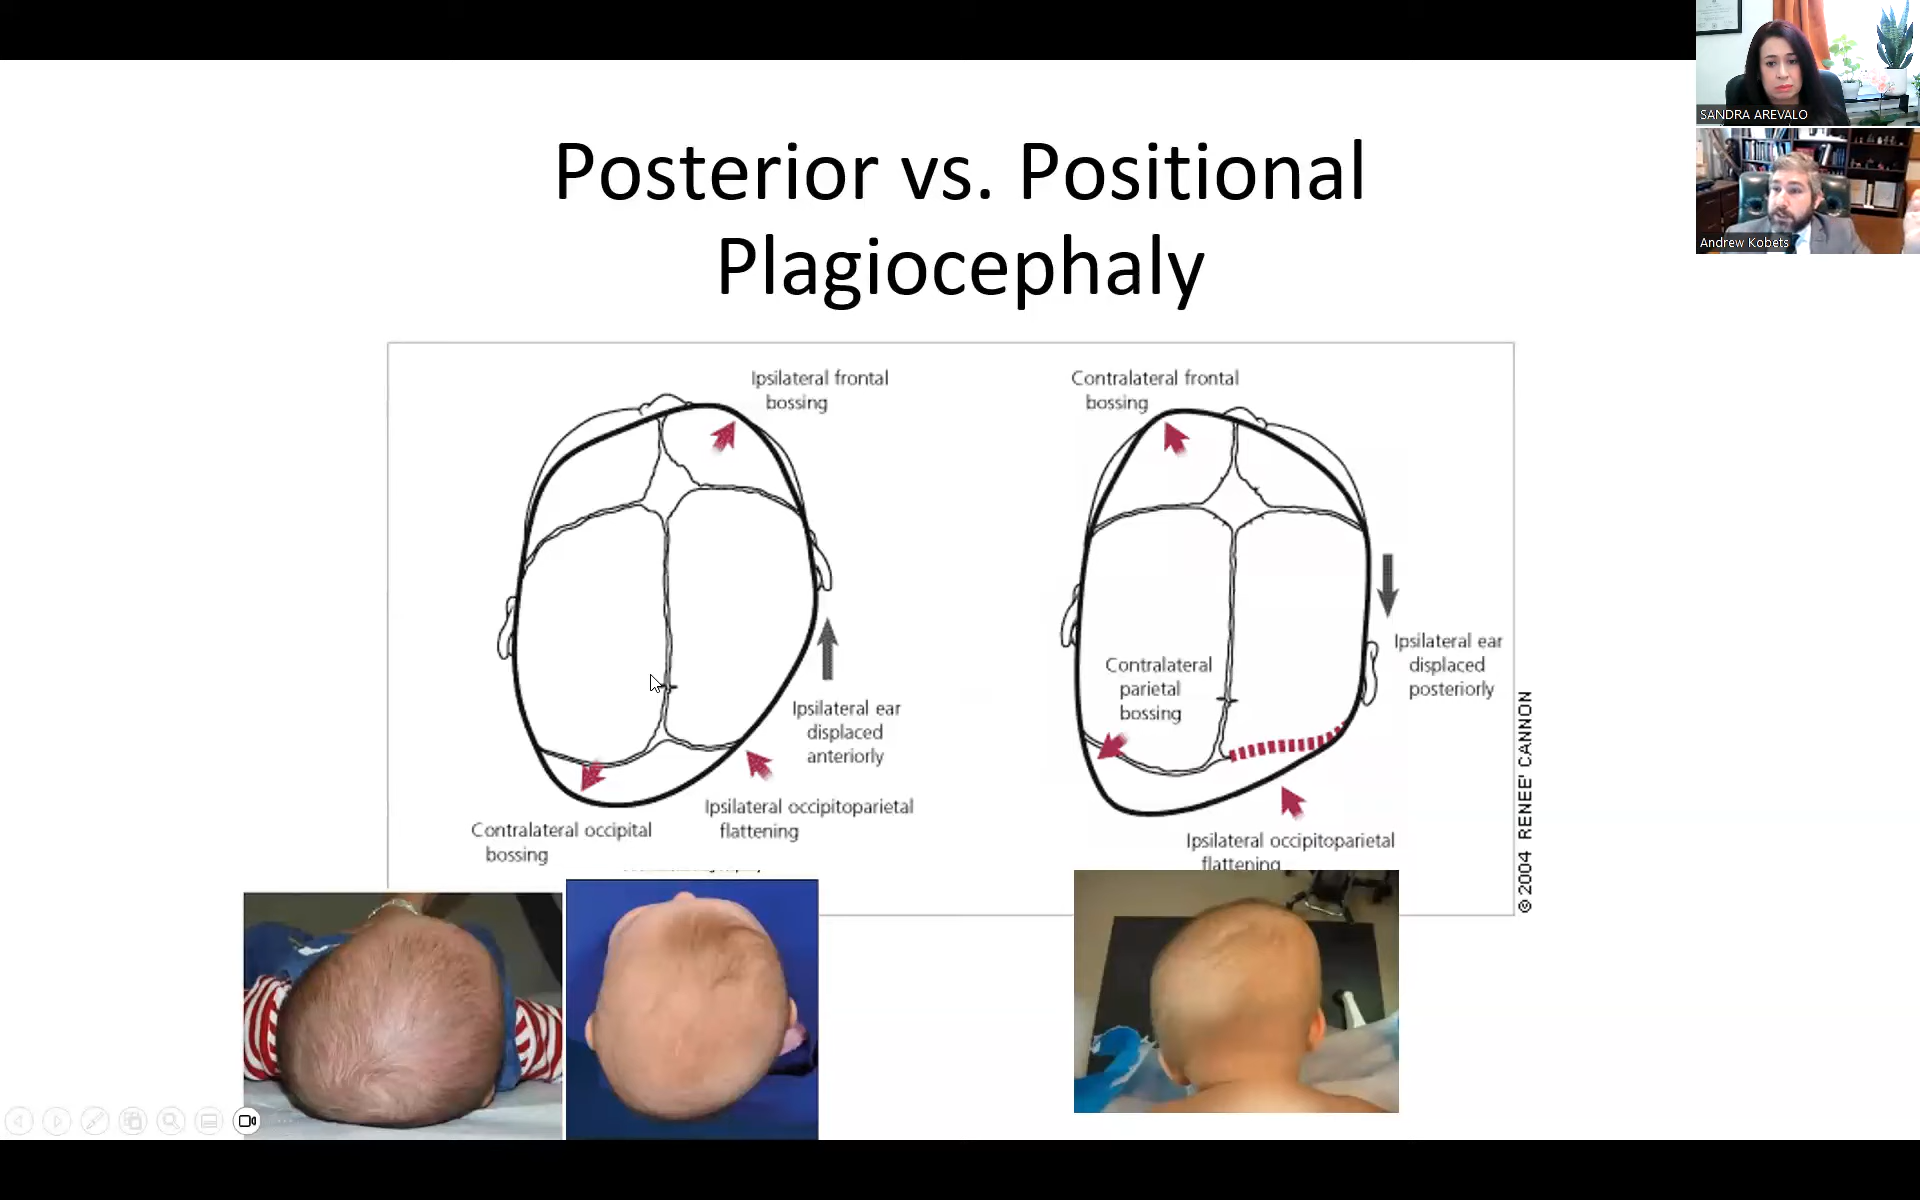 SANDRA AREVALO
Andrew Kobets
Posterior vs. Positional
Plagiocephaly
Ipsilateral frontal
bossing
Contralateral frontal
bossing
Ipsilateral ear
displaced
posteriorly
Contralateral
parietal
bossing
Ipsilateral ear
displaced
anteriorly
Ipsilateral occipitoparietal
flattening
Contralateral occipital
bossing
Ipsilateral occipitoparietal
flattening
©2004 RENEE' CANNON